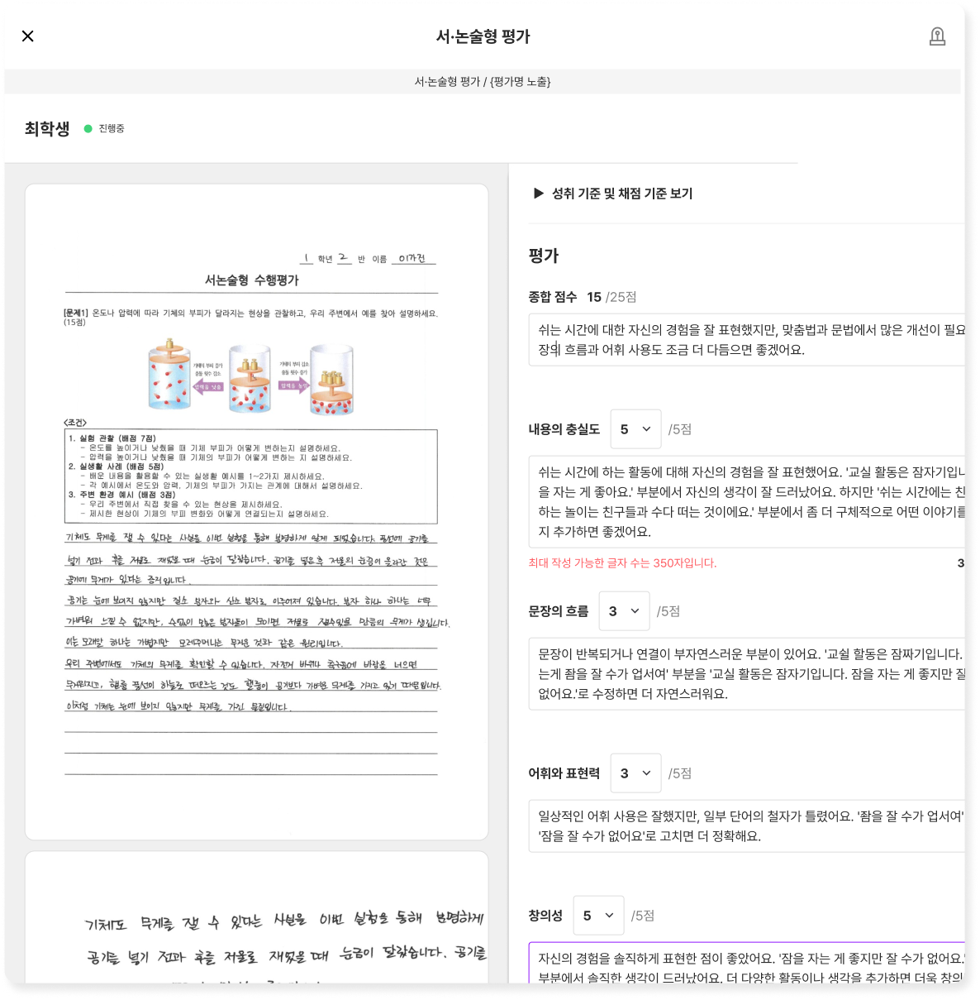 서·논술형 평가
서·논술형 평가 / {평가명 노출}
최학생 진행중
1 학년 2 반 이름 이가전
서논술형 수행평가
[문제1] 온도나 압력에 따라 기체의 부피가 달라지는 현상을 관찰하고, 우리 주변에서 예를 찾아 설명하세요.
(15점)
기체의 부피 증가
충돌 횟수 감소
압력을 낮춤
기체의 부피 감소
충돌 횟수 증가
압력을 높임
<조건>
1. 실험 관찰 (배점 7점)
- 온도를 높이거나 낮췄을 때 기체 부피가 어떻게 변하는지 설명하세요.
- 압력을 높이거나 낮췄을 때 기체의 부피가 어떻게 변하는 지 설명하세요.
2. 실생활 사례 (배점 5점)
- 배운 내용을 활용할 수 있는 실생활 예시를 1~2가지 제시하세요.
- 각 예시에서 온도와 압력, 기체의 부피가 가지는 관계에 대해서 설명하세요.
3. 주변 환경 예시 (배점 3점)
- 우리 주변에서 직접 찾을 수 있는 현상을 제시하세요.
- 제시한 현상이 기체의 부피 변화와 어떻게 연결되는지 설명하세요.
기체도 무게를 잴 수 있다는 사실을 이번 실험을 통해 분명하게 알게 되었습니다. 풍선에 공기를
넣기 전과 후를 저울로 재었을 때 눈금이 달랐습니다. 공기를 넣은후 저울의 눈금이 올라간 것은
공기에 무게가 있다는 증거입니다.
공기는 눈에 보이지 않지만 질소 분자와 산소 분자로 이루어져 있습니다. 분자 하나 하나는 너무
가벼워 느낄 수 없지만, 수없이 많은 분자들이 모이면 저울로 잴수있을 만큼의 무게가 생깁니다.
이는 모래알 하나는 가볍지만 모래주머니는 무거운 것과 같은 원리입니다.
우리 주변에서도 기체의 무게를 확인할 수 있습니다. 자전거 바퀴나 축구공에 바람을 너으면
무거워지고, 헬륨 풍선이 하늘로 떠오르는 것도 헬륨이 공기보다 가벼운 무게를 가지고 있기 때문입니다.
이처럼 기체는 눈에 보이지 않지만 무게를 가진 물질입니다.
기체도 무게를 잴 수 있다는 사실을 이번 실험을 통해 분명하게
공기를 넣기 전과 후를 저울로 재었을 때 눈금이 달랐습니다. 공기를
▶ 성취 기준 및 채점 기준 보기
평가
종합 점수 15 /25점
쉬는 시간에 대한 자신의 경험을 잘 표현했지만, 맞춤법과 문법에서 많은 개선이 필요
장의 흐름과 어휘 사용도 조금 더 다듬으면 좋겠어요.
내용의 충실도 5 /5점
쉬는 시간에 하는 활동에 대해 자신의 경험을 잘 표현했어요. '교실 활동은 잠자기입니
을 자는 게 좋아요.' 부분에서 자신의 생각이 잘 드러났어요. 하지만 '쉬는 시간에는 친
하는 놀이는 친구들과 수다 떠는 것이에요.' 부분에서 좀 더 구체적으로 어떤 이야기를
지 추가하면 좋겠어요.
최대 작성 가능한 글자 수는 350자입니다. 3
문장의 흐름 3 /5점
문장이 반복되거나 연결이 부자연스러운 부분이 있어요. '교쉴 할동은 잠짜기입니다.
는게 좜을 잘 수가 업서여' 부분을 '교실 활동은 잠자기입니다. 잠을 자는 게 좋지만 잘
없어요.'로 수정하면 더 자연스러워요.
어휘와 표현력 3 /5점
일상적인 어휘 사용은 잘했지만, 일부 단어의 철자가 틀렸어요. '좜을 잘 수가 업서여'
'잠을 잘 수가 없어요'로 고치면 더 정확해요.
창의성 5 /5점
자신의 경험을 솔직하게 표현한 점이 좋았어요. '잠을 자는 게 좋지만 잘 수가 없어요.'
부분에서 솔직한 생각이 드러났어요. 더 다양한 활동이나 생각을 추가하면 더욱 창의